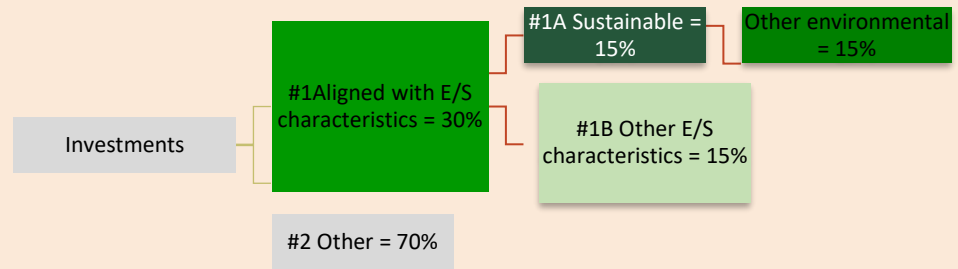 #1A Sustainable =
15%
Other environmental
= 15%
#1Aligned with E/S
characteristics = 30%
Investments
#1B Other E/S
characteristics = 15%
#2 Other = 70%